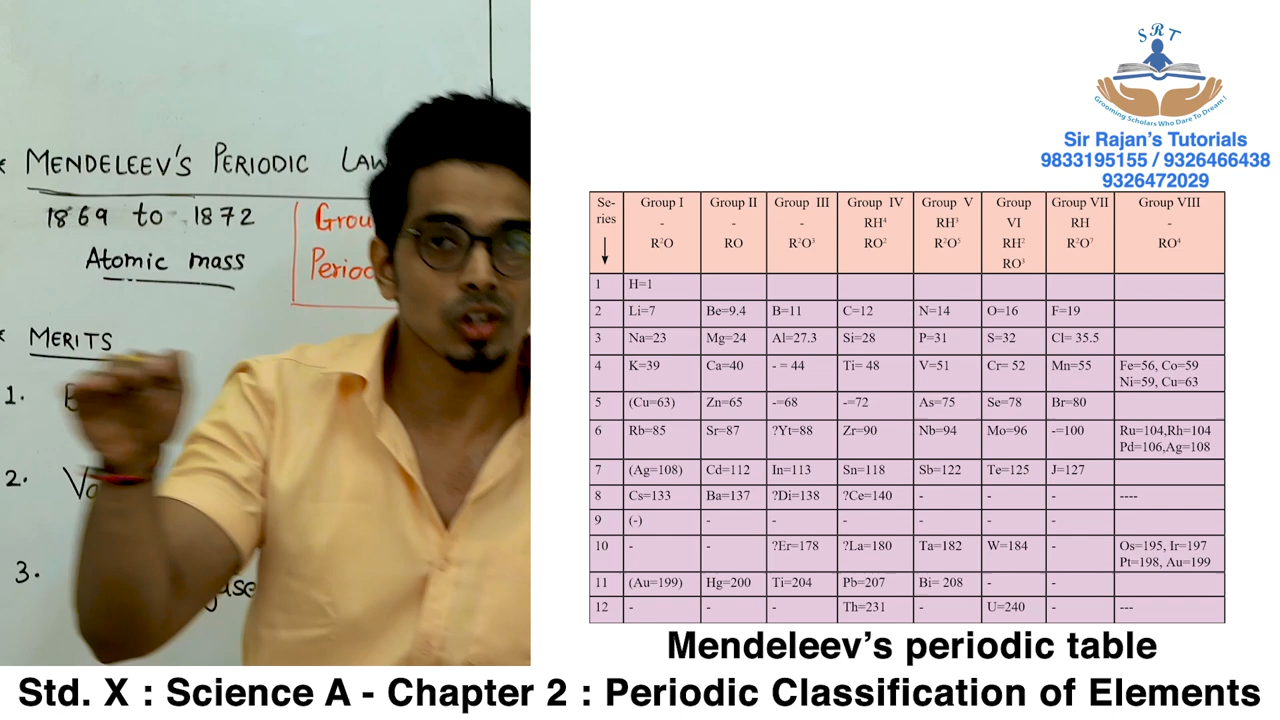 MENDELEEV'S PERIODIC LAW
1869 to 1872
Atomic mass
Grou
Period
MERITS
1.
2.
3.
SRT
Grooming Scholars Who Dare To Dream !
Sir Rajan's Tutorials
9833195155 / 9326466438
9326472029
Se-ries Group I - R²O Group II - RO Group III - R²O³ Group IV RH⁴ RO² Group V RH³ R²O⁵ Group VI RH² RO³ Group VII RH R²O⁷ Group VIII - RO⁴
1 H=1
2 Li=7 Be=9.4 B=11 C=12 N=14 O=16 F=19
3 Na=23 Mg=24 Al=27.3 Si=28 P=31 S=32 Cl= 35.5
4 K=39 Ca=40 - = 44 Ti= 48 V=51 Cr= 52 Mn=55 Fe=56, Co=59 Ni=59, Cu=63
5 (Cu=63) Zn=65 -=68 -=72 As=75 Se=78 Br=80
6 Rb=85 Sr=87 ?Yt=88 Zr=90 Nb=94 Mo=96 -=100 Ru=104,Rh=104 Pd=106,Ag=108
7 (Ag=108) Cd=112 In=113 Sn=118 Sb=122 Te=125 J=127
8 Cs=133 Ba=137 ?Di=138 ?Ce=140 - - - ----
9 (-) - - - - - -
10 - - ?Er=178 ?La=180 Ta=182 W=184 - Os=195, Ir=197 Pt=198, Au=199
11 (Au=199) Hg=200 Ti=204 Pb=207 Bi= 208 - -
12 - - - Th=231 - U=240 - ---
Mendeleev's periodic table
Std. X : Science A - Chapter 2 : Periodic Classification of Elements